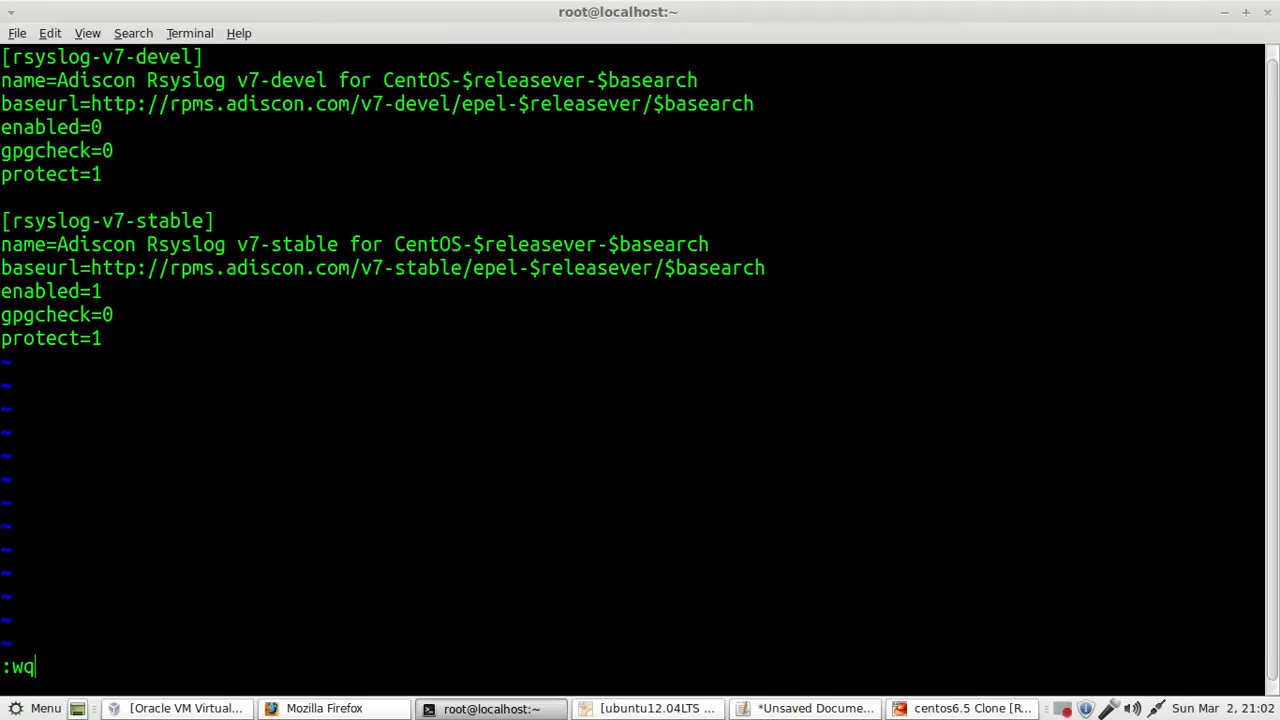 root@localhost:~
File Edit View Search Terminal Help
[rsyslog-v7-devel]
name=Adiscon Rsyslog v7-devel for CentOS-$releasever-$basearch
baseurl=http://rpms.adiscon.com/v7-devel/epel-$releasever/$basearch
enabled=0
gpgcheck=0
protect=1
[rsyslog-v7-stable]
name=Adiscon Rsyslog v7-stable for CentOS-$releasever-$basearch
baseurl=http://rpms.adiscon.com/v7-stable/epel-$releasever/$basearch
enabled=1
gpgcheck=0
protect=1
~
~
~
~
~
~
~
~
~
~
~
~
~
:wq
Menu [Oracle VM Virtual... Mozilla Firefox root@localhost:~ [ubuntu12.04LTS ... *Unsaved Docume... centos6.5 Clone [R... Sun Mar 2, 21:02